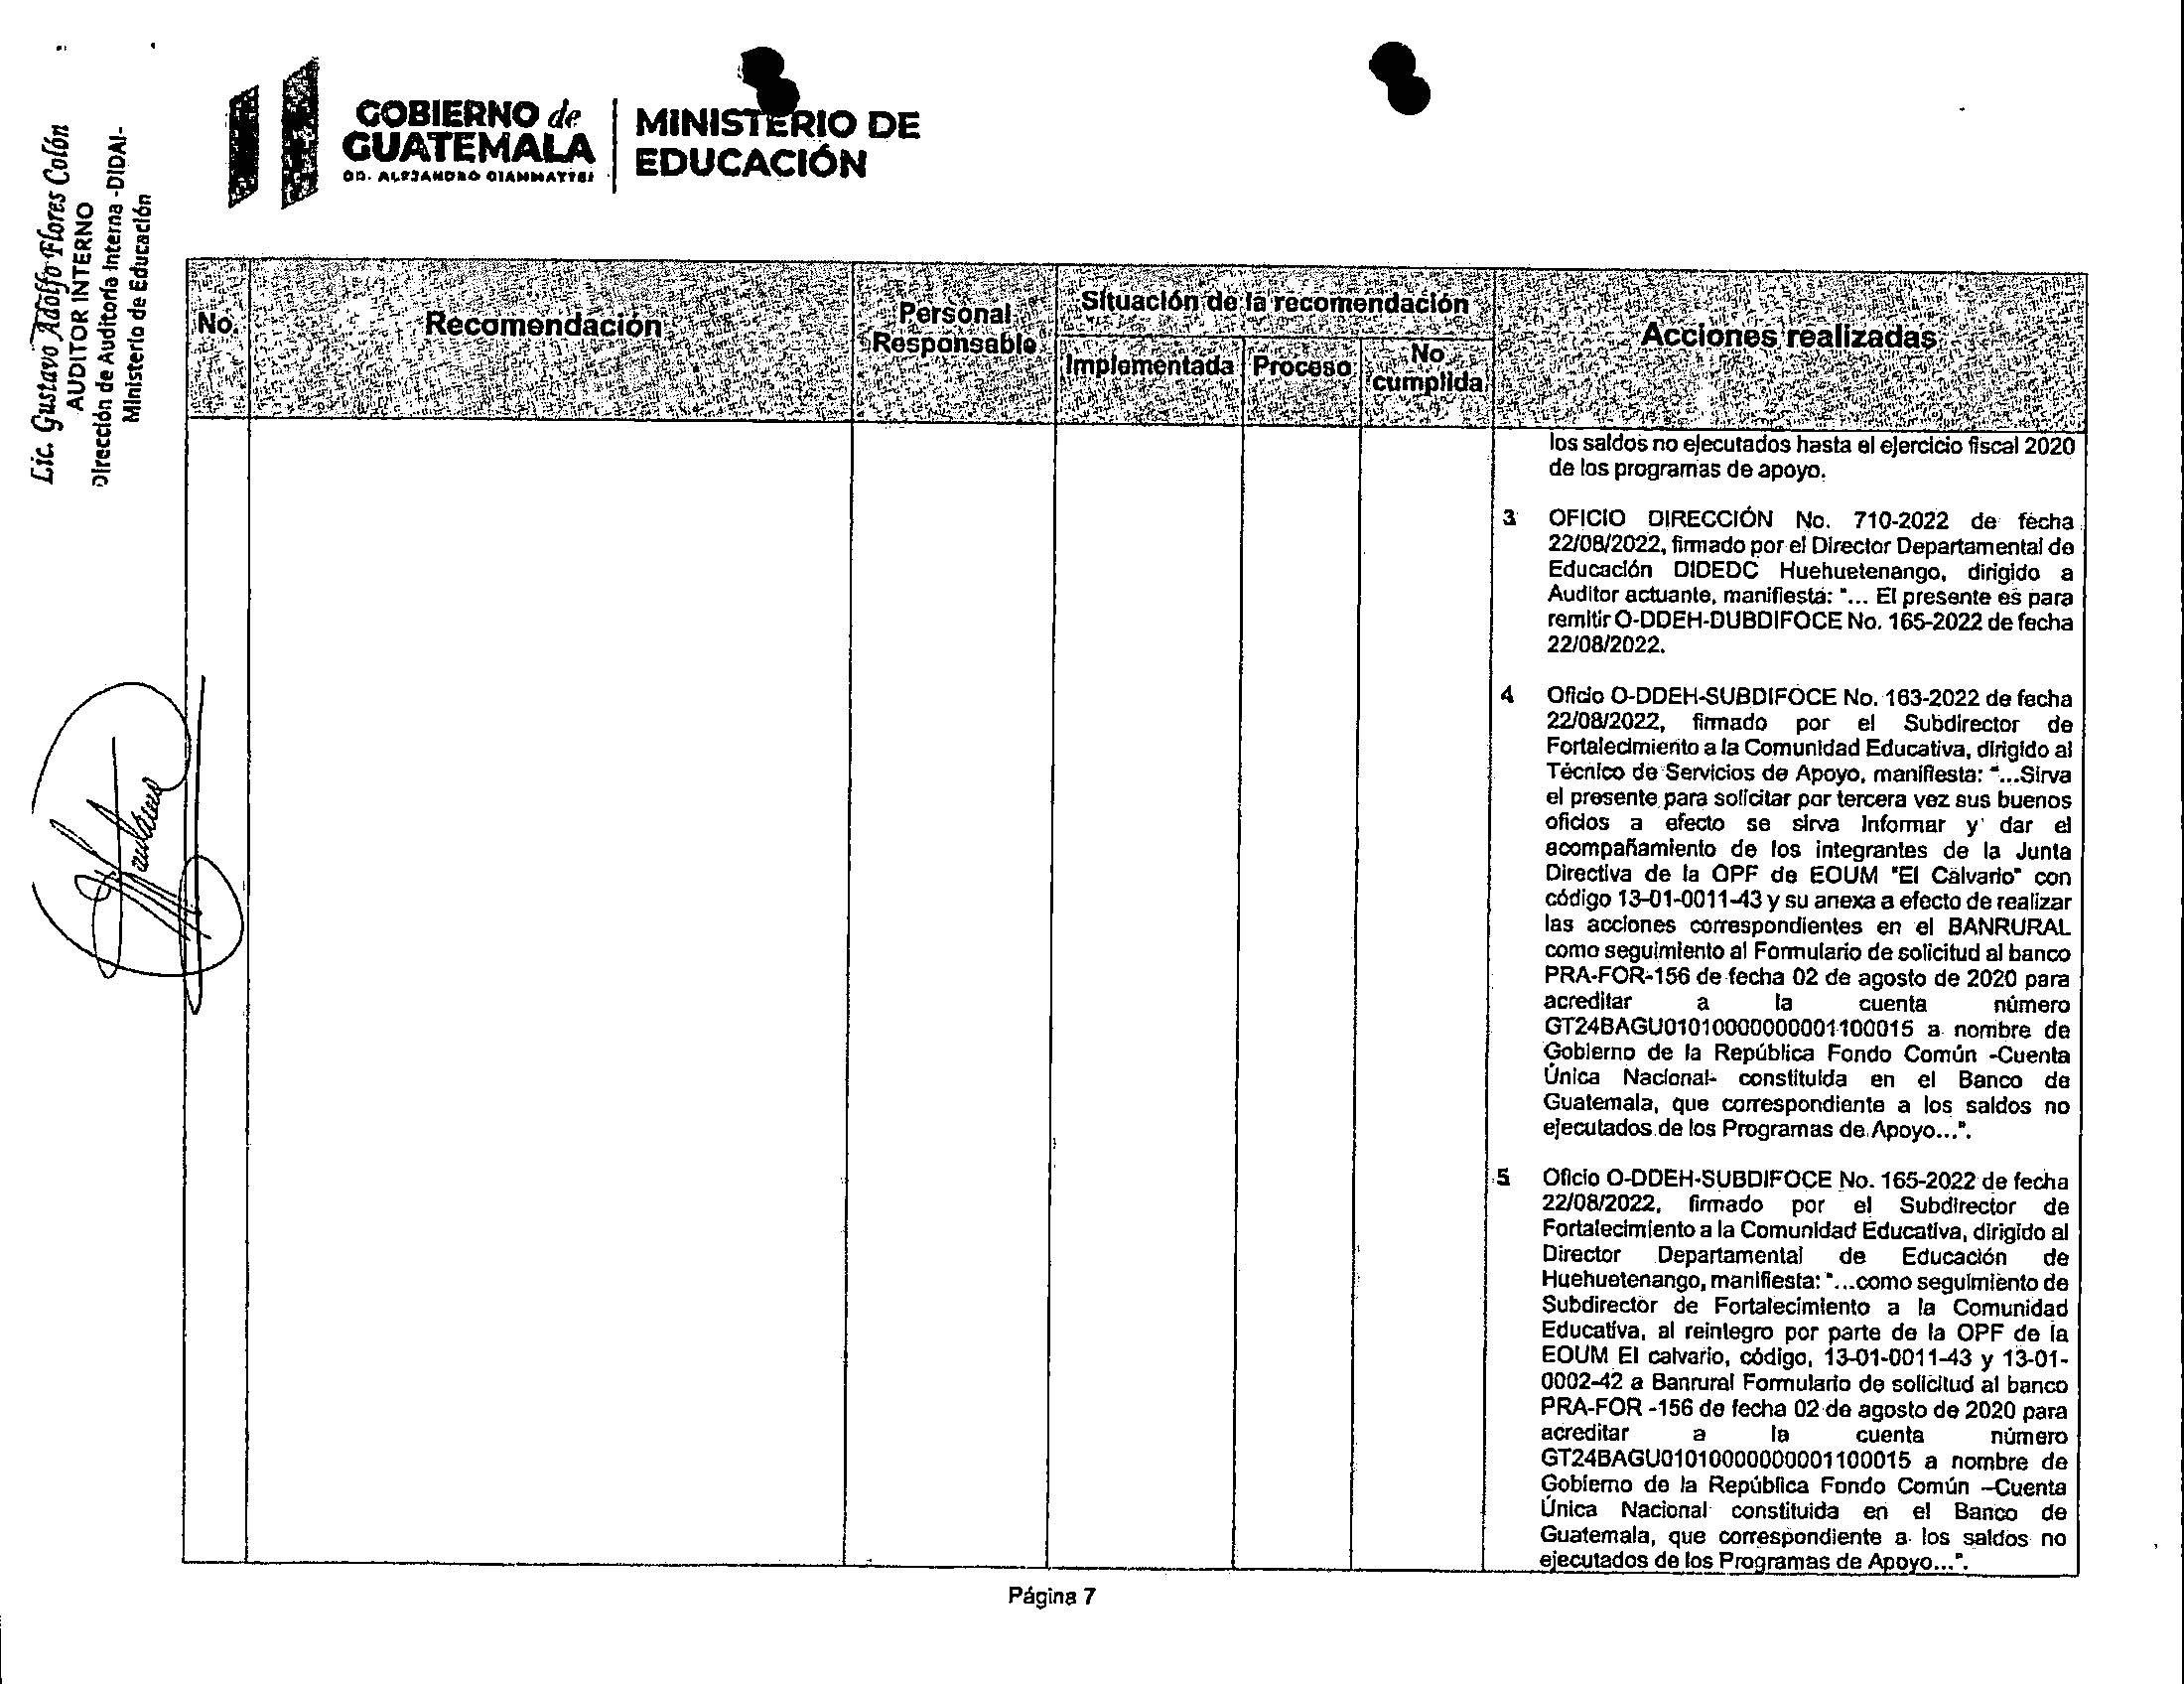 Lic. Gustavo Adolfo Flores Colón
AUDITOR INTERNO
Dirección de Auditoría Interna -DIDAI-
Ministerio de Educación
GOBIERNO de
GUATEMALA
DR. ALEJANDRO GIAMMATTEI
MINISTERIO DE
EDUCACIÓN
No.
Recomendación
Personal
Responsable
Situación de la recomendación
Implementada
Proceso
No
cumplida
Acciones realizadas
los saldos no ejecutados hasta el ejercicio fiscal 2020
de los programas de apoyo.
3 OFICIO DIRECCIÓN No. 710-2022 de fecha
22/08/2022, firmado por el Director Departamental de
Educación DIDEDC Huehuetenango, dirigido a
Auditor actuante, manifiesta: "... El presente es para
remitir O-DDEH-DUBDIFOCE No. 165-2022 de fecha
22/08/2022.
4 Oficio O-DDEH-SUBDIFOCE No. 163-2022 de fecha
22/08/2022, firmado por el Subdirector de
Fortalecimiento a la Comunidad Educativa, dirigido al
Técnico de Servicios de Apoyo, manifiesta: "...Sirva
el presente para solicitar por tercera vez sus buenos
oficios a efecto se sirva Informar y dar el
acompañamiento de los integrantes de la Junta
Directiva de la OPF de EOUM "El Calvario" con
código 13-01-0011-43 y su anexa a efecto de realizar
las acciones correspondientes en el BANRURAL
como seguimiento al Formulario de solicitud al banco
PRA-FOR-156 de fecha 02 de agosto de 2020 para
acreditar a la cuenta número
GT24BAGU01010000000001100015 a nombre de
Gobierno de la República Fondo Común -Cuenta
Única Nacional- constituida en el Banco de
Guatemala, que correspondiente a los saldos no
ejecutados de los Programas de Apoyo...".
5 Oficio O-DDEH-SUBDIFOCE No. 165-2022 de fecha
22/08/2022, firmado por el Subdirector de
Fortalecimiento a la Comunidad Educativa, dirigido al
Director Departamental de Educación de
Huehuetenango, manifiesta: "...como seguimiento de
Subdirector de Fortalecimiento a la Comunidad
Educativa, al reintegro por parte de la OPF de la
EOUM El calvario, código, 13-01-0011-43 y 13-01-
0002-42 a Banrural Formulario de solicitud al banco
PRA-FOR -156 de fecha 02 de agosto de 2020 para
acreditar a la cuenta número
GT24BAGU01010000000001100015 a nombre de
Gobierno de la República Fondo Común –Cuenta
Única Nacional constituida en el Banco de
Guatemala, que correspondiente a los saldos no
ejecutados de los Programas de Apoyo...".
Página 7